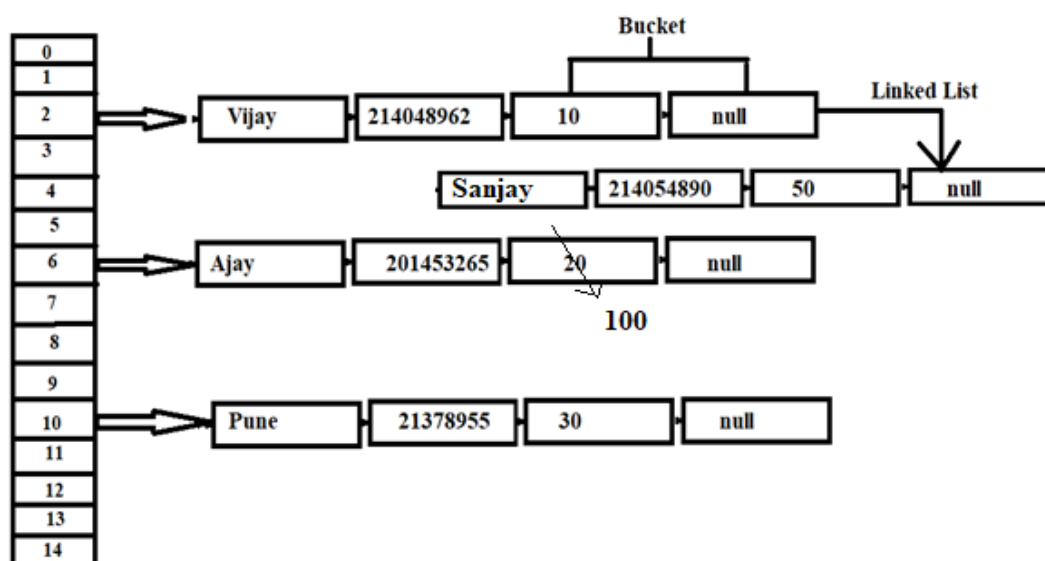 Bucket
Linked List
0
1
2 Vijay 214048962 10 null
3
4 Sanjay 214054890 50 null
5
6 Ajay 201453265 20 null
7 100
8
9
10 Pune 21378955 30 null
11
12
13
14